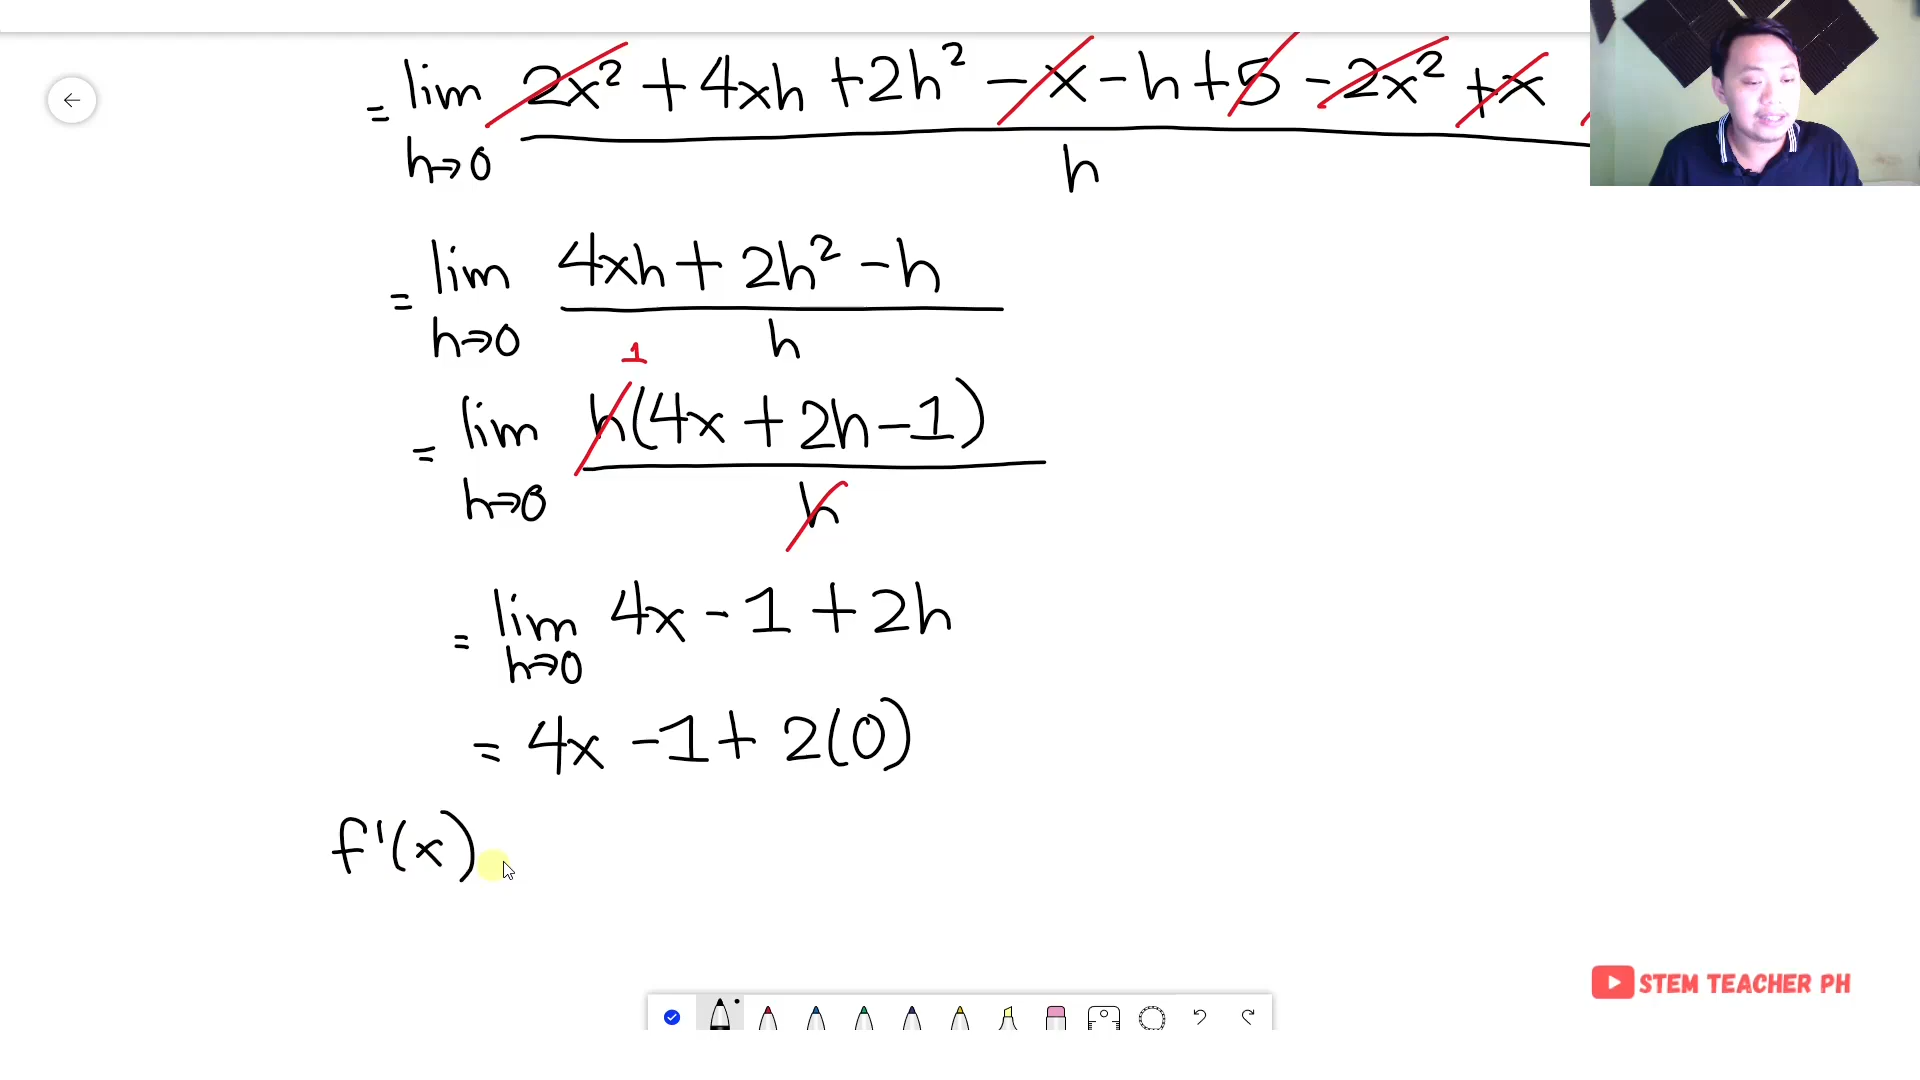 = lim 2x² + 4xh + 2h² - x - h + 5 - 2x² + x
h→0 h
= lim 4xh + 2h² - h
h→0 h
1
= lim h(4x + 2h - 1)
h→0 h
= lim 4x - 1 + 2h
h→0
= 4x - 1 + 2(0)
f'(x)
STEM TEACHER PH